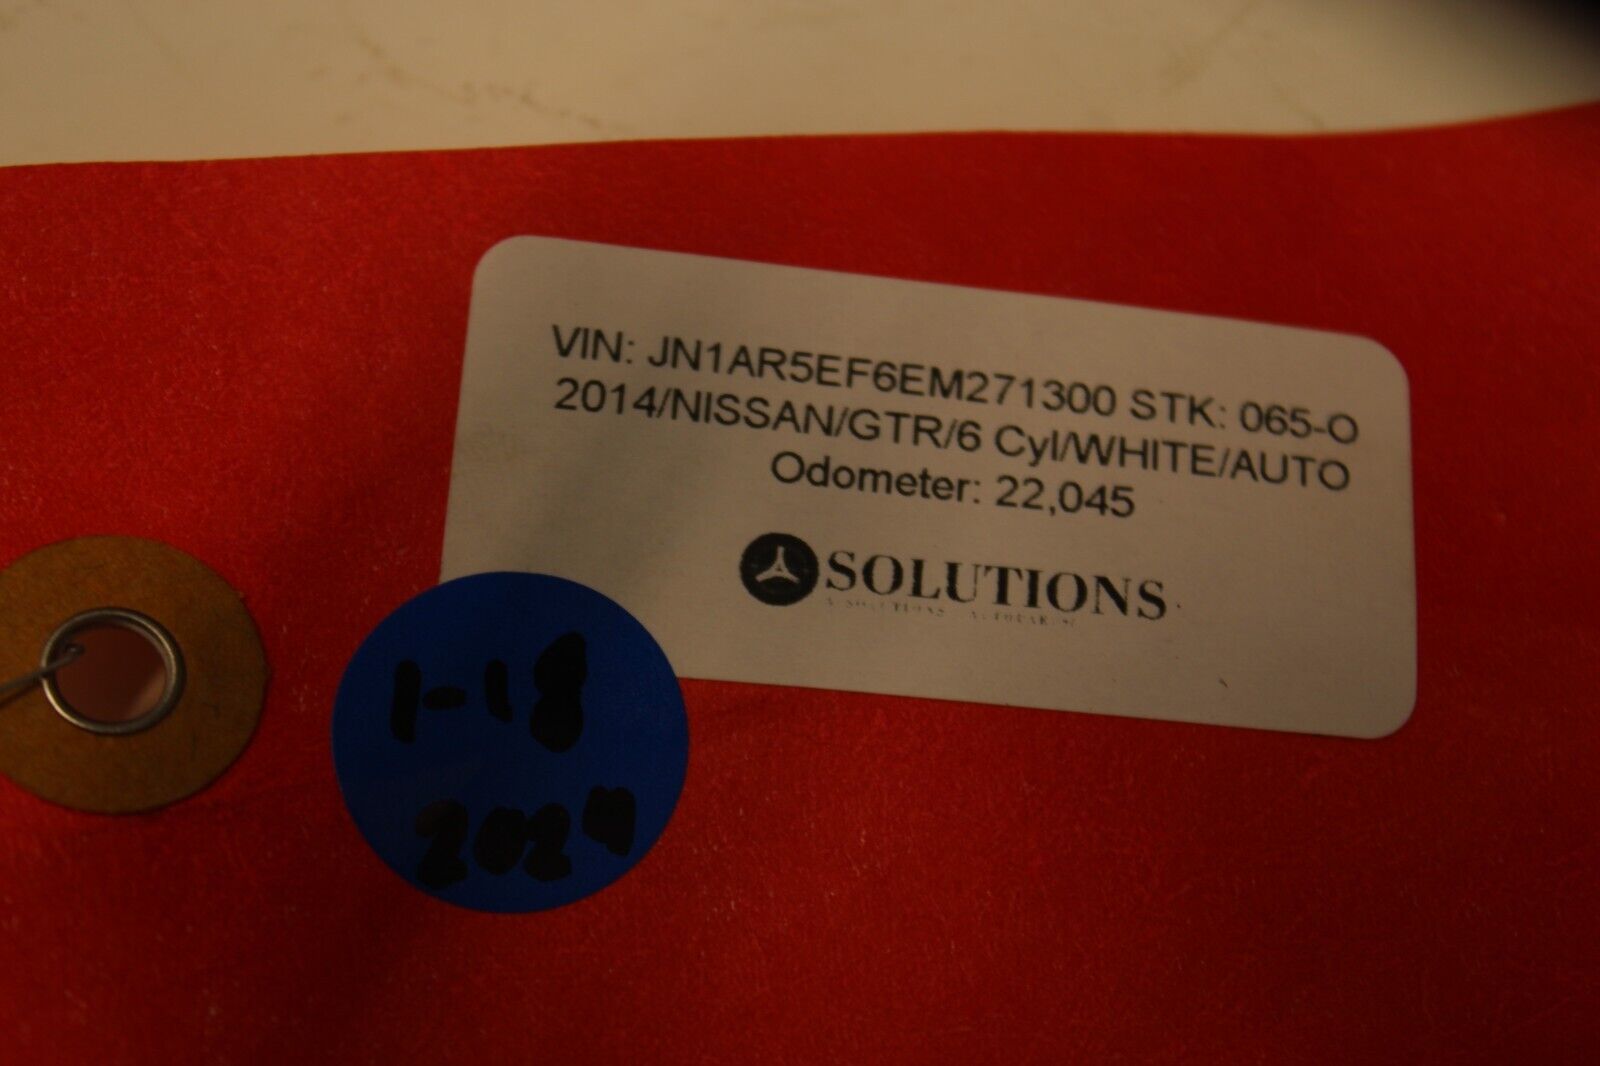 VIN: JN1AR5EF6EM271300 STK: 065-O
2014/NISSAN/GTR/6 Cyl/WHITE/AUTO
Odometer: 22,045
SOLUTIONS
1-18
2024